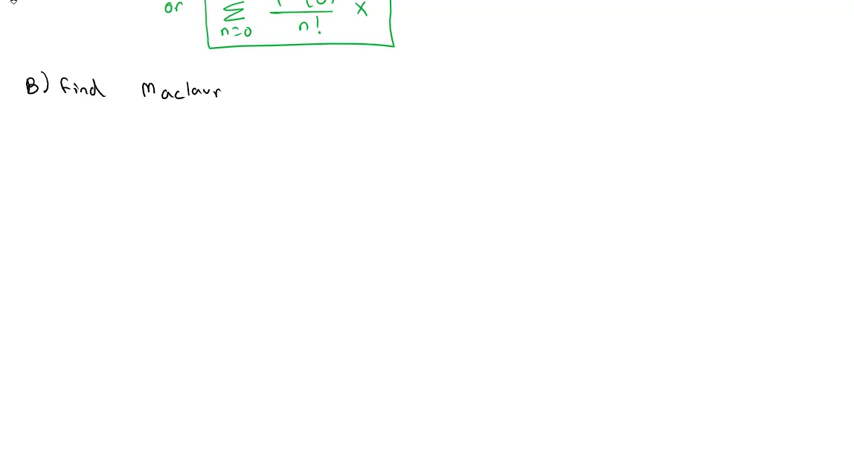 or Σ n=0 n! x
B) find Maclaur